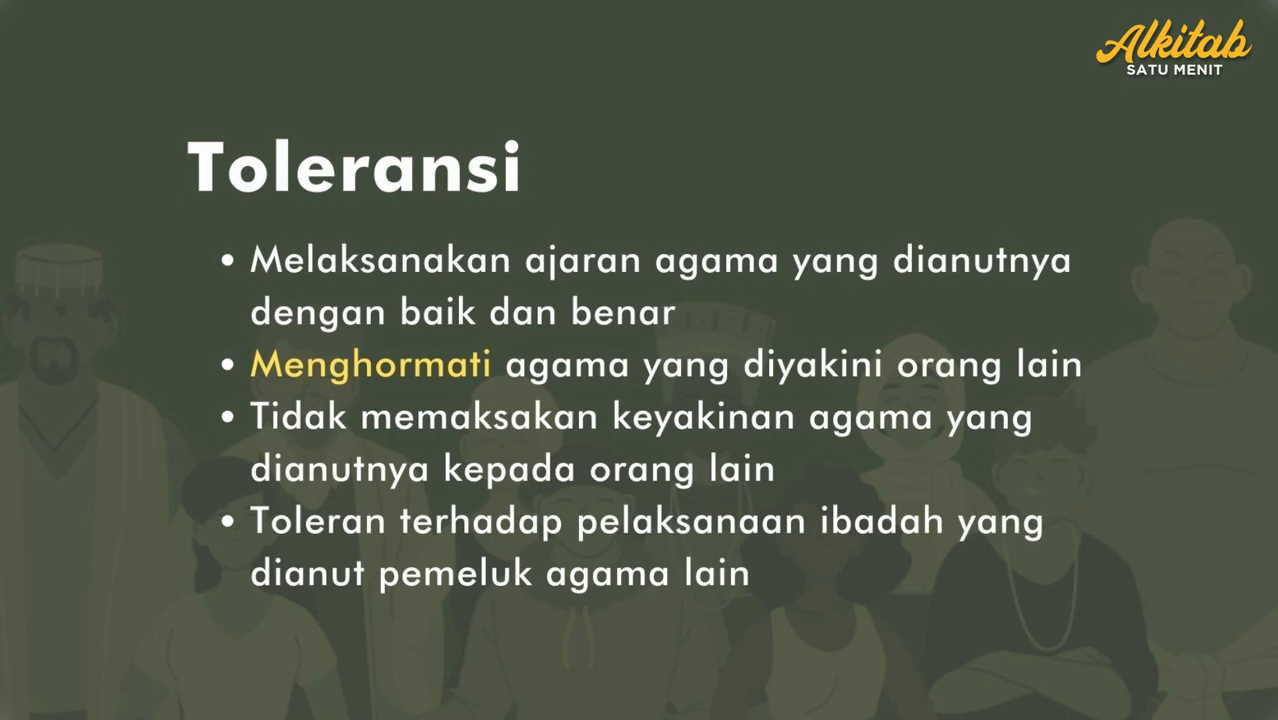 Alkitab
SATU MENIT
Toleransi
• Melaksanakan ajaran agama yang dianutnya
dengan baik dan benar
• Menghormati agama yang diyakini orang lain
• Tidak memaksakan keyakinan agama yang
dianutnya kepada orang lain
• Toleran terhadap pelaksanaan ibadah yang
dianut pemeluk agama lain